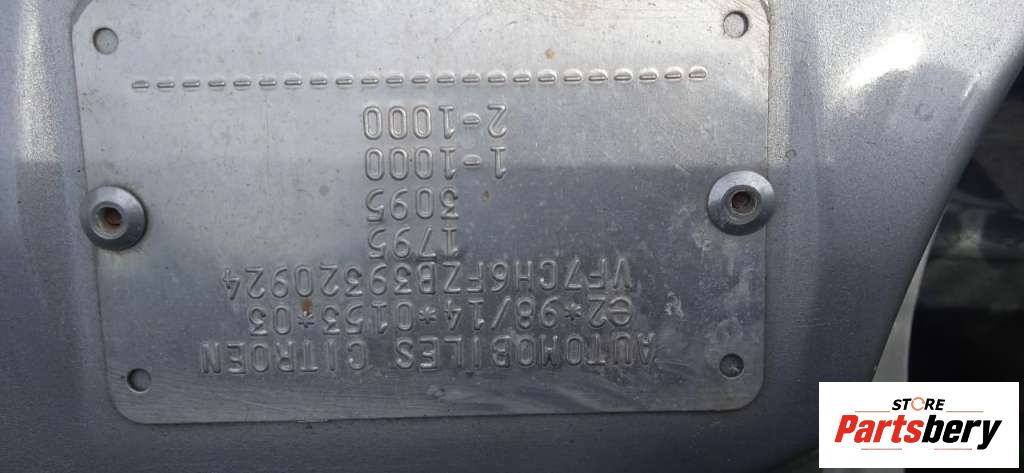 AUTOMOBILES CITROEN
e2*98/14*0153*03
VF7CH6FZB39320924
1795
3095
1-1000
2-1000
STORE
Partsbery